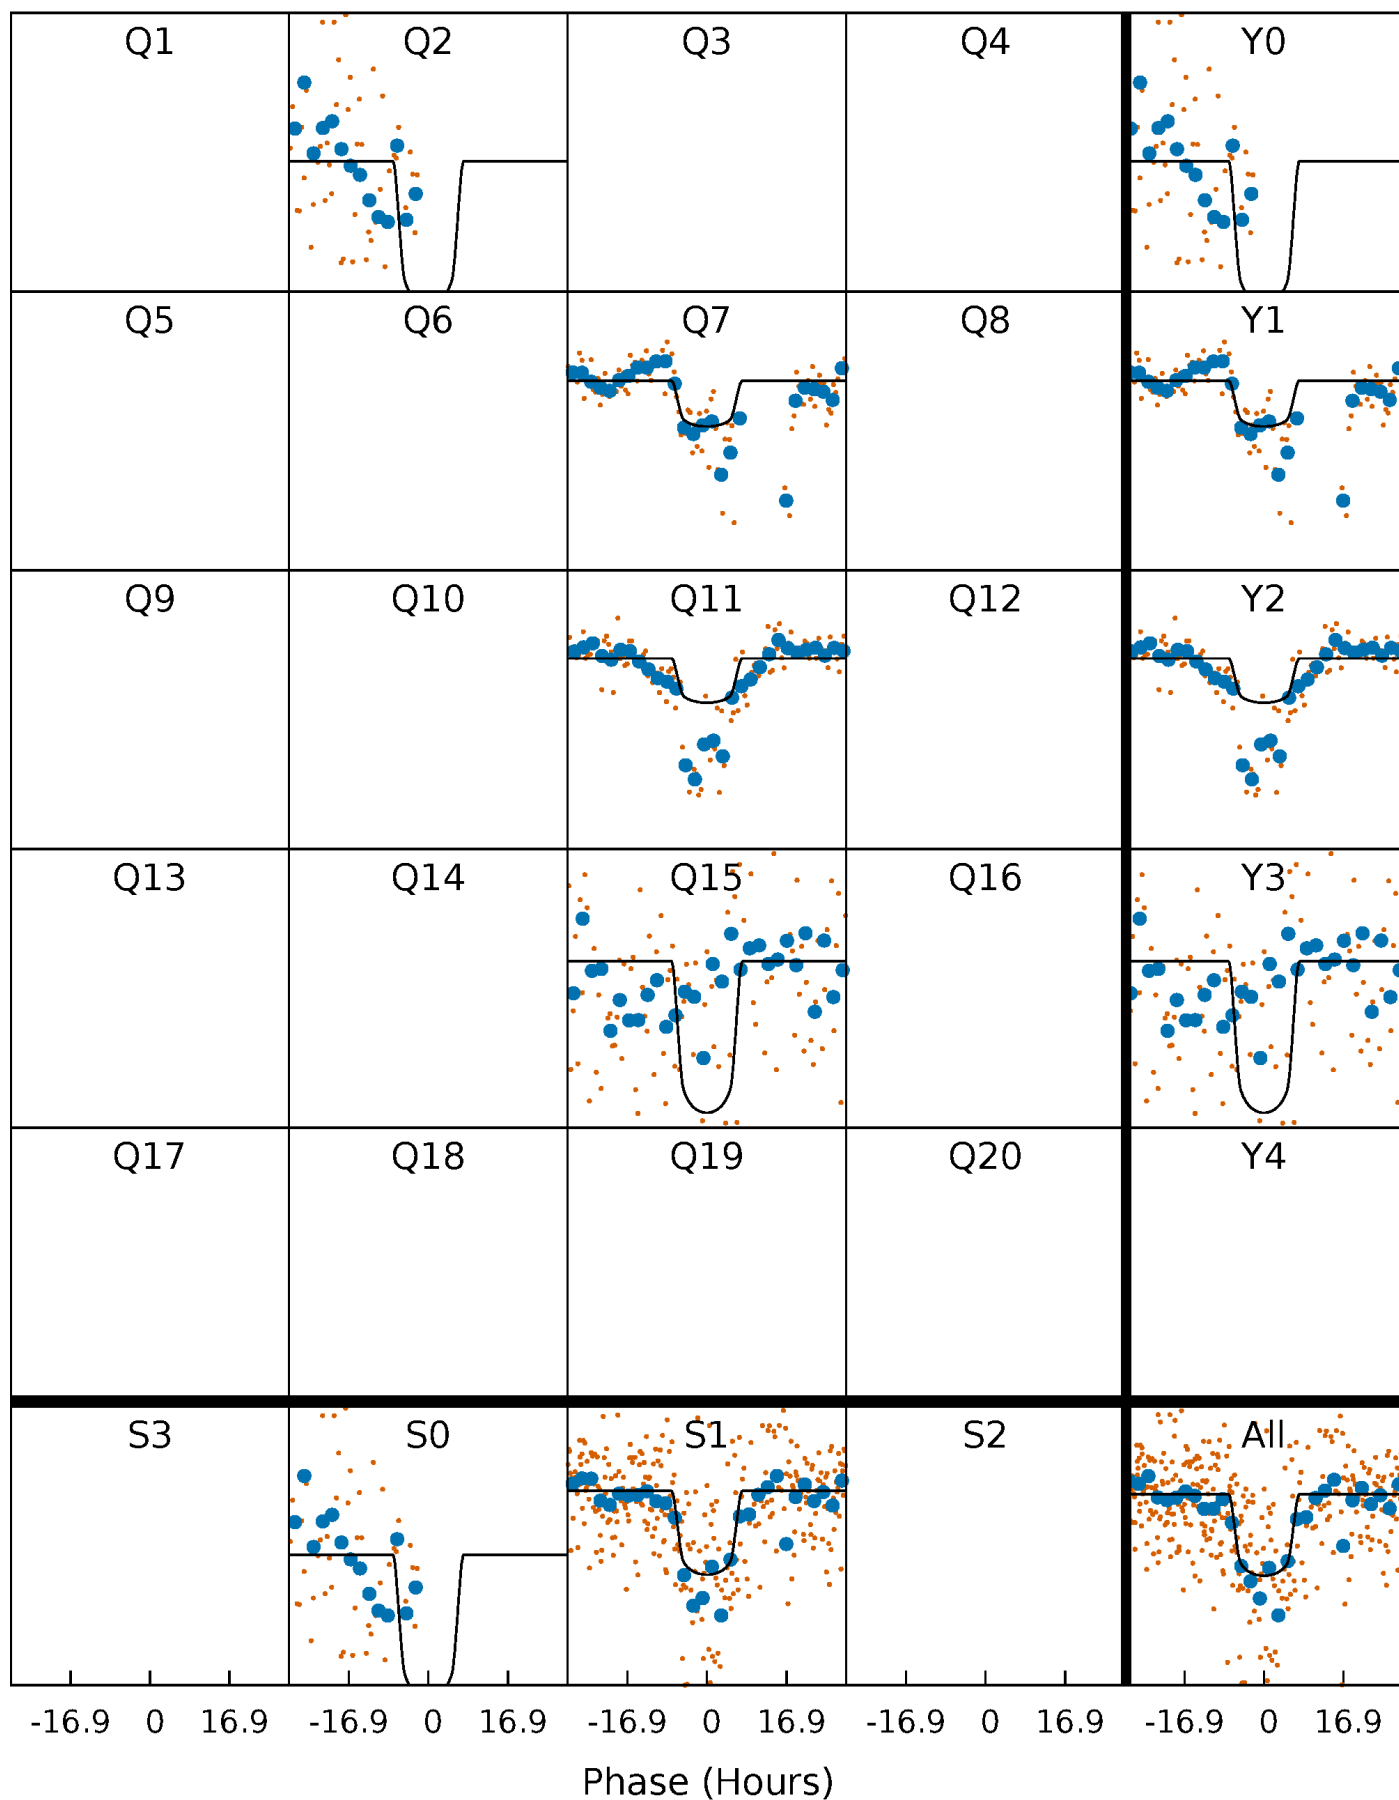 Q1 Q2 Q3 Q4 Y0
Q5 Q6 Q7 Q8 Y1
Q9 Q10 Q11 Q12 Y2
Q13 Q14 Q15 Q16 Y3
Q17 Q18 Q19 Q20 Y4
S3 S0 S1 S2 All
-16.9 0 16.9 -16.9 0 16.9 -16.9 0 16.9 -16.9 0 16.9 -16.9 0 16.9
Phase (Hours)